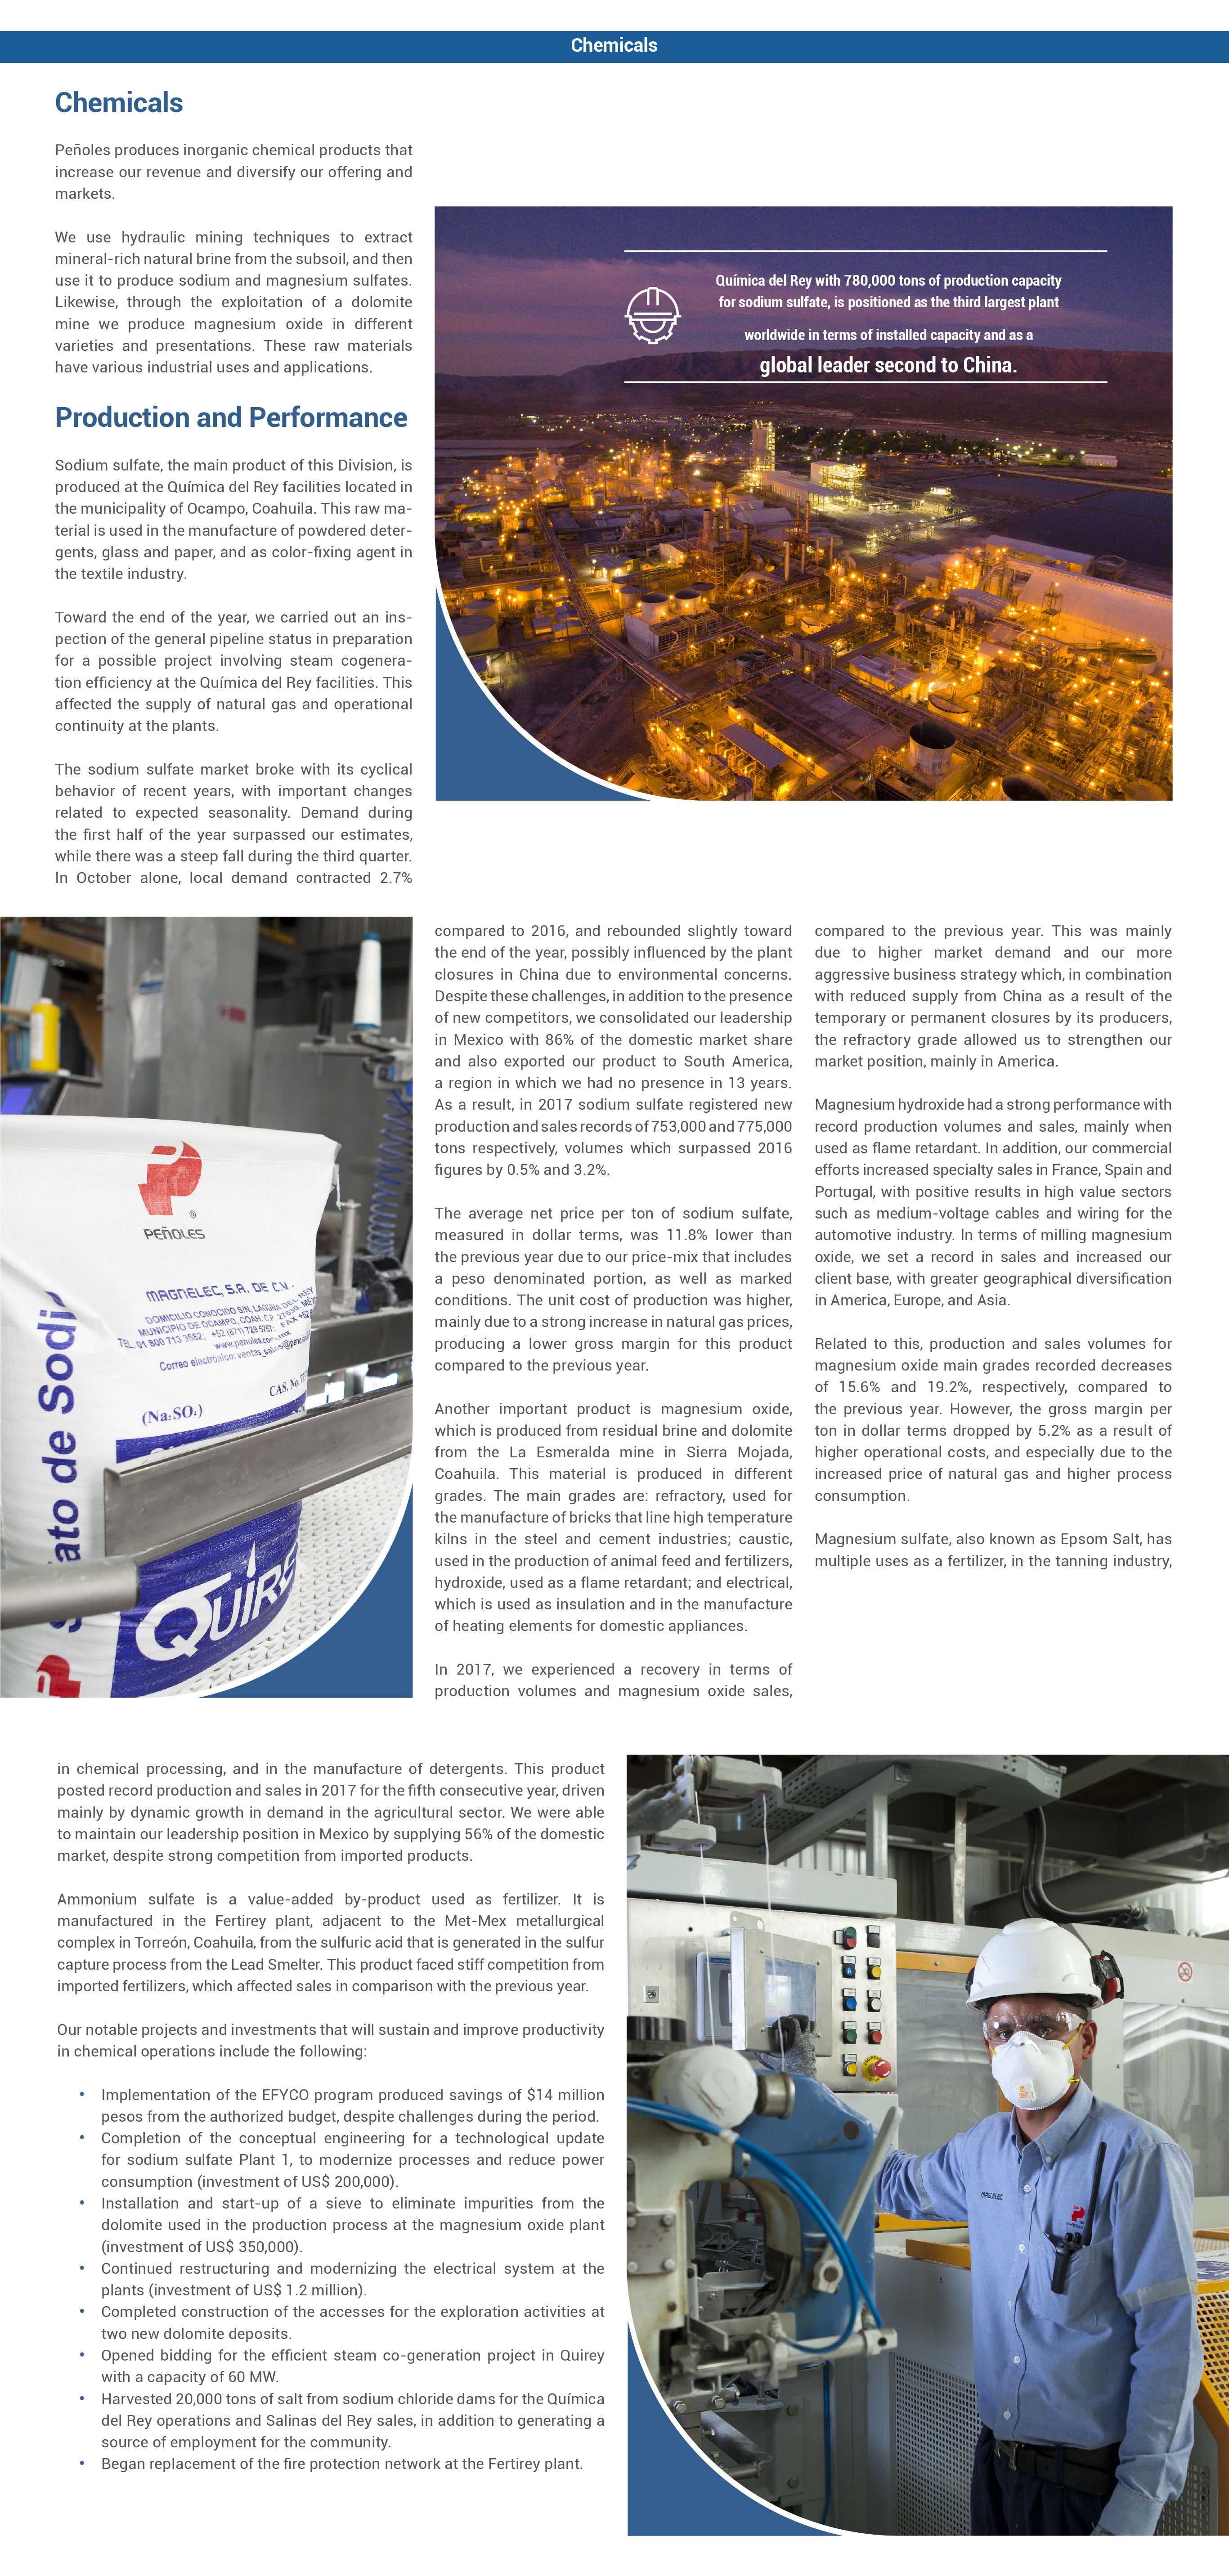 Chemicals
Chemicals
Peñoles produces inorganic chemical products that
increase our revenue and diversify our offering and
markets.
We use hydraulic mining techniques to extract
mineral-rich natural brine from the subsoil, and then
use it to produce sodium and magnesium sulfates.
Likewise, through the exploitation of a dolomite
mine we produce magnesium oxide in different
varieties and presentations. These raw materials
have various industrial uses and applications.
Production and Performance
Sodium sulfate, the main product of this Division, is
produced at the Química del Rey facilities located in
the municipality of Ocampo, Coahuila. This raw ma-
terial is used in the manufacture of powdered deter-
gents, glass and paper, and as color-fixing agent in
the textile industry.
Toward the end of the year, we carried out an ins-
pection of the general pipeline status in preparation
for a possible project involving steam cogenera-
tion efficiency at the Química del Rey facilities. This
affected the supply of natural gas and operational
continuity at the plants.
The sodium sulfate market broke with its cyclical
behavior of recent years, with important changes
related to expected seasonality. Demand during
the first half of the year surpassed our estimates,
while there was a steep fall during the third quarter.
In October alone, local demand contracted 2.7%
Química del Rey with 780,000 tons of production capacity
for sodium sulfate, is positioned as the third largest plant
worldwide in terms of installed capacity and as a
global leader second to China.
PEÑOLES
MAGNELEC, S.A. DE C.V.
DOMICILIO CONOCIDO S/N, LAGUNA DEL REY
MUNICIPIO DE OCAMPO, COAH. C.P. 27630, MÉX
TEL. 01 800 713 3582, +52 (871) 729 5757, FAX +52
www.penoles.com.mx
Correo electrónico: ventas_sales@penoles
CAS. No.
(Na₂SO₄)
ato de Sodi
QUIRE
compared to 2016, and rebounded slightly toward
the end of the year, possibly influenced by the plant
closures in China due to environmental concerns.
Despite these challenges, in addition to the presence
of new competitors, we consolidated our leadership
in Mexico with 86% of the domestic market share
and also exported our product to South America,
a region in which we had no presence in 13 years.
As a result, in 2017 sodium sulfate registered new
production and sales records of 753,000 and 775,000
tons respectively, volumes which surpassed 2016
figures by 0.5% and 3.2%.
The average net price per ton of sodium sulfate,
measured in dollar terms, was 11.8% lower than
the previous year due to our price-mix that includes
a peso denominated portion, as well as marked
conditions. The unit cost of production was higher,
mainly due to a strong increase in natural gas prices,
producing a lower gross margin for this product
compared to the previous year.
Another important product is magnesium oxide,
which is produced from residual brine and dolomite
from the La Esmeralda mine in Sierra Mojada,
Coahuila. This material is produced in different
grades. The main grades are: refractory, used for
the manufacture of bricks that line high temperature
kilns in the steel and cement industries; caustic,
used in the production of animal feed and fertilizers,
hydroxide, used as a flame retardant; and electrical,
which is used as insulation and in the manufacture
of heating elements for domestic appliances.
In 2017, we experienced a recovery in terms of
production volumes and magnesium oxide sales,
compared to the previous year. This was mainly
due to higher market demand and our more
aggressive business strategy which, in combination
with reduced supply from China as a result of the
temporary or permanent closures by its producers,
the refractory grade allowed us to strengthen our
market position, mainly in America.
Magnesium hydroxide had a strong performance with
record production volumes and sales, mainly when
used as flame retardant. In addition, our commercial
efforts increased specialty sales in France, Spain and
Portugal, with positive results in high value sectors
such as medium-voltage cables and wiring for the
automotive industry. In terms of milling magnesium
oxide, we set a record in sales and increased our
client base, with greater geographical diversification
in America, Europe, and Asia.
Related to this, production and sales volumes for
magnesium oxide main grades recorded decreases
of 15.6% and 19.2%, respectively, compared to
the previous year. However, the gross margin per
ton in dollar terms dropped by 5.2% as a result of
higher operational costs, and especially due to the
increased price of natural gas and higher process
consumption.
Magnesium sulfate, also known as Epsom Salt, has
multiple uses as a fertilizer, in the tanning industry,
in chemical processing, and in the manufacture of detergents. This product
posted record production and sales in 2017 for the fifth consecutive year, driven
mainly by dynamic growth in demand in the agricultural sector. We were able
to maintain our leadership position in Mexico by supplying 56% of the domestic
market, despite strong competition from imported products.
Ammonium sulfate is a value-added by-product used as fertilizer. It is
manufactured in the Fertirey plant, adjacent to the Met-Mex metallurgical
complex in Torreón, Coahuila, from the sulfuric acid that is generated in the sulfur
capture process from the Lead Smelter. This product faced stiff competition from
imported fertilizers, which affected sales in comparison with the previous year.
Our notable projects and investments that will sustain and improve productivity
in chemical operations include the following:
• Implementation of the EFYCO program produced savings of $14 million
pesos from the authorized budget, despite challenges during the period.
• Completion of the conceptual engineering for a technological update
for sodium sulfate Plant 1, to modernize processes and reduce power
consumption (investment of US$ 200,000).
• Installation and start-up of a sieve to eliminate impurities from the
dolomite used in the production process at the magnesium oxide plant
(investment of US$ 350,000).
• Continued restructuring and modernizing the electrical system at the
plants (investment of US$ 1.2 million).
• Completed construction of the accesses for the exploration activities at
two new dolomite deposits.
• Opened bidding for the efficient steam co-generation project in Quirey
with a capacity of 60 MW.
• Harvested 20,000 tons of salt from sodium chloride dams for the Química
del Rey operations and Salinas del Rey sales, in addition to generating a
source of employment for the community.
• Began replacement of the fire protection network at the Fertirey plant.
MAGNELEC